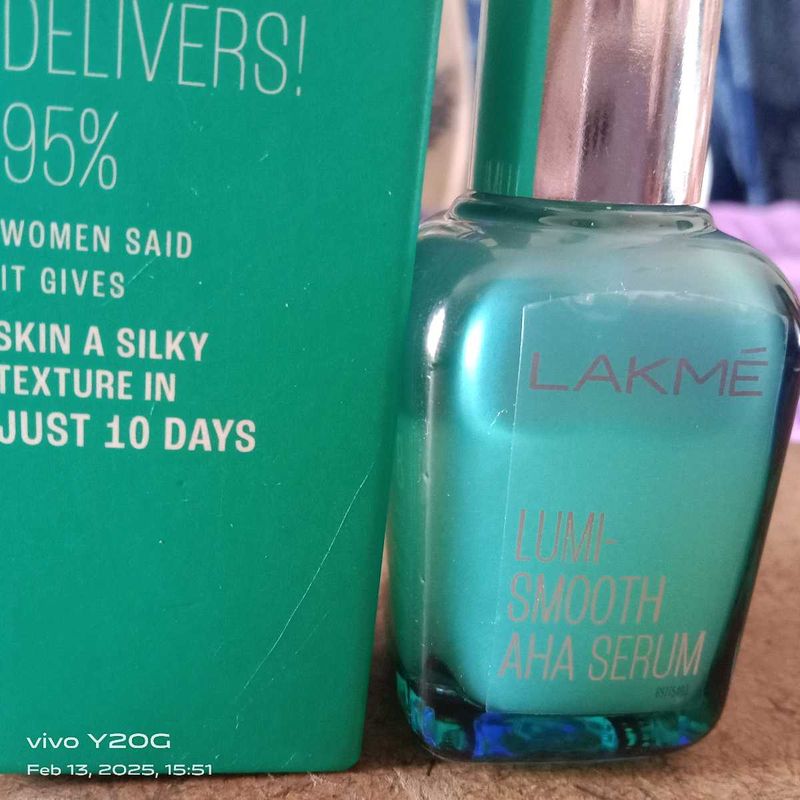 DELIVERS!
95%
WOMEN SAID
IT GIVES
SKIN A SILKY
TEXTURE IN
JUST 10 DAYS
LAKMÉ
LUMI-
SMOOTH
AHA SERUM
vivo Y20G
Feb 13, 2025, 15:51